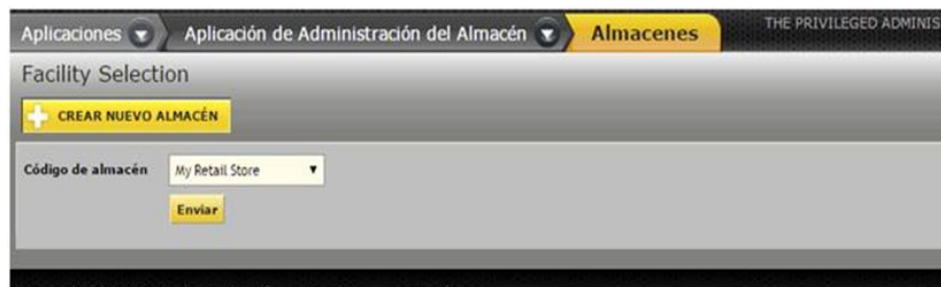 Aplicaciones Aplicación de Administración del Almacén Almacenes THE PRIVILEGED ADMINIS
Facility Selection
CREAR NUEVO ALMACÉN
Código de almacén My Retail Store
Enviar